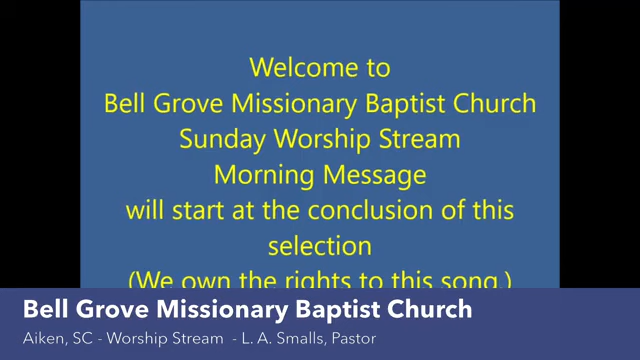 Welcome to
Bell Grove Missionary Baptist Church
Sunday Worship Stream
Morning Message
will start at the conclusion of this
selection
(We own the rights to this song.)
Bell Grove Missionary Baptist Church
Aiken, SC - Worship Stream - L. A. Smalls, Pastor